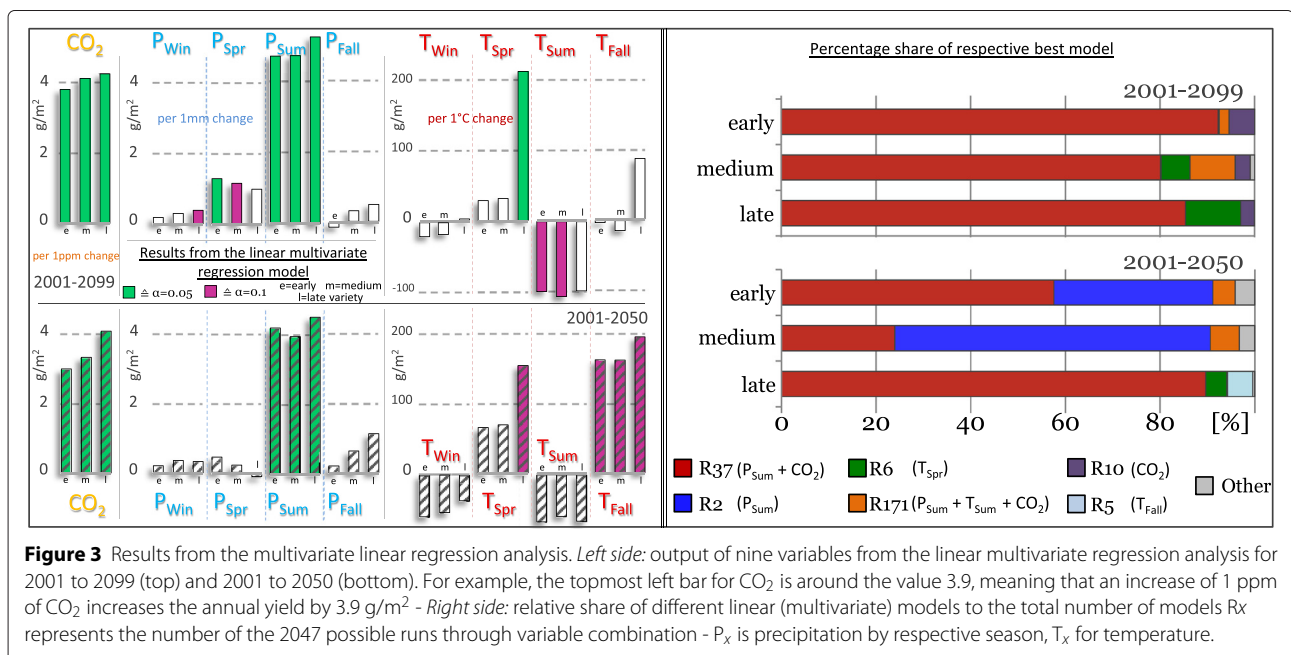 CO2 PWin PSpr PSum PFall TWin TSpr TSum TFall
4 4 200
g/m2 g/m2 per 1mm change g/m2 per 1°C change
2 2 100
e m
e
0 0 0
e m l e m l e m l e m l m l e m l e m l l l
per 1ppm change
Results from the linear multivariate
regression model
2001-2099
≙ α=0.05 ≙ α=0.1 e=early m=medium
l=late variety
-100
2001-2050
4 4 200
g/m2 g/m2 g/m2
2 2 100
l
0 0 0
e m l e m l e m e m l e m l e m l
TWin TSum
e m l e m l e m l e m l
CO2 PWin PSpr PSum PFall TSpr TFall
Percentage share of respective best model
2001-2099
early
medium
late
2001-2050
early
medium
late
0 20 40 60 80 [%]
R37 (PSum + CO2) R6 (TSpr) R10 (CO2)
Other
R2 (PSum) R171 (PSum + TSum + CO2) R5 (TFall)
Figure 3 Results from the multivariate linear regression analysis. Left side: output of nine variables from the linear multivariate regression analysis for
2001 to 2099 (top) and 2001 to 2050 (bottom). For example, the topmost left bar for CO2 is around the value 3.9, meaning that an increase of 1 ppm
of CO2 increases the annual yield by 3.9 g/m2 - Right side: relative share of different linear (multivariate) models to the total number of models Rx
represents the number of the 2047 possible runs through variable combination - Px is precipitation by respective season, Tx for temperature.